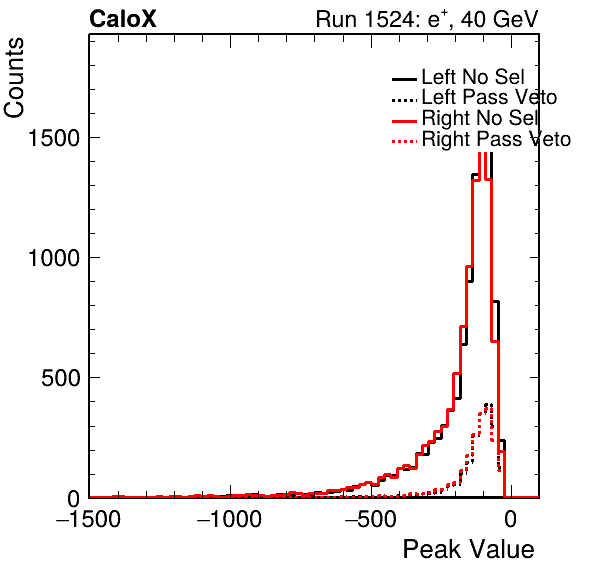 CaloX Run 1524: e+, 40 GeV
Counts
Left No Sel
Left Pass Veto
Right No Sel
Right Pass Veto
1500
1000
500
0
−1500 −1000 −500 0
Peak Value